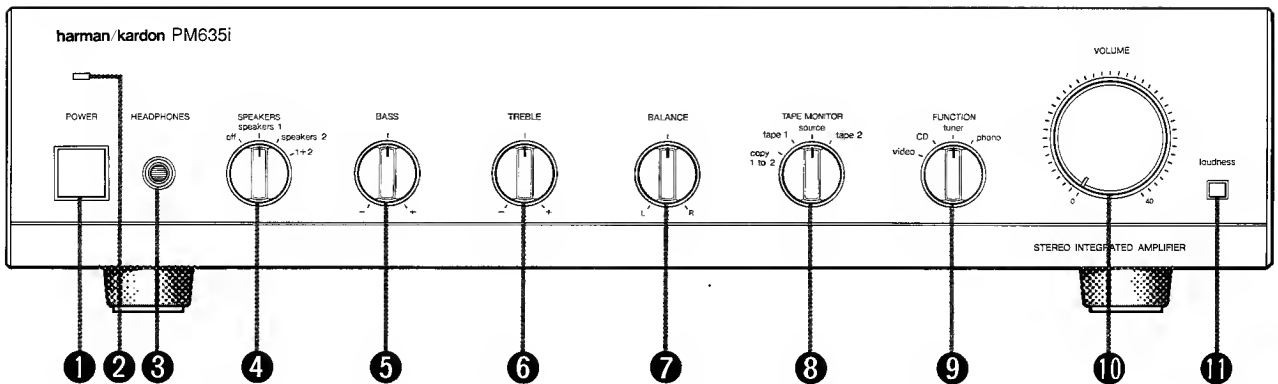 harman/kardon PM635i
VOLUME
POWER
HEADPHONES
SPEAKERS
speakers 1
off
speakers 2
1+2
BASS
TREBLE
BALANCE
TAPE MONITOR
source
tape 1
tape 2
copy
1 to 2
FUNCTION
tuner
CD
phono
video
loudness
− +
− +
L R
0 40
STEREO INTEGRATED AMPLIFIER
1 2 3 4 5 6 7 8 9 10 11